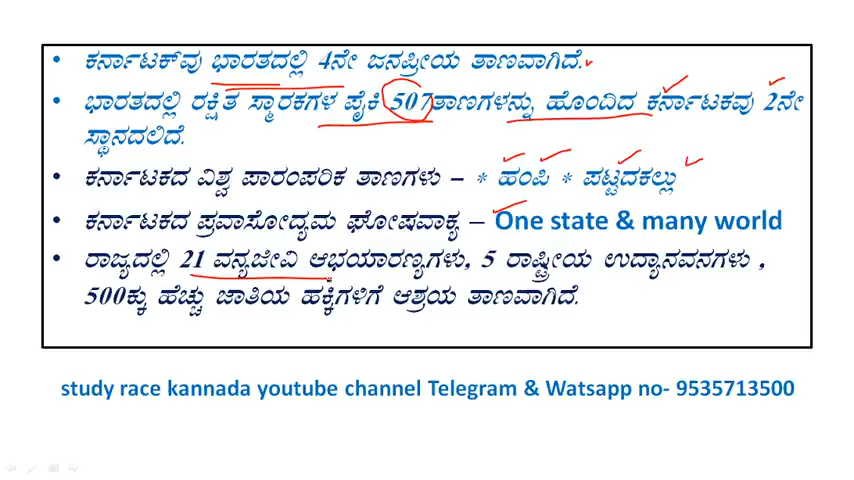 • ಕರ್ನಾಟಕ್‌ವು ಭಾರತದಲ್ಲಿ 4ನೇ ಜನಪ್ರೀಯ ತಾಣವಾಗಿದೆ.
• ಭಾರತದಲ್ಲಿ ರಕ್ಷಿತ ಸ್ಮಾರಕಗಳ ಪೈಕಿ 507ತಾಣಗಳನ್ನು ಹೊಂದಿದ ಕರ್ನಾಟಕವು 2ನೇ
ಸ್ಥಾನದಲಿದೆ.
• ಕರ್ನಾಟಕದ ವಿಶ್ವ ಪಾರಂಪರಿಕ ತಾಣಗಳು – * ಹಂಪಿ * ಪಟ್ಟದಕಲ್ಲು
• ಕರ್ನಾಟಕದ ಪ್ರವಾಸೋದ್ಯಮ ಘೋಷವಾಕ್ಯ – One state & many world
• ರಾಜ್ಯದಲ್ಲಿ 21 ವನ್ಯಜೀವಿ ಆಭಯಾರಣ್ಯಗಳು, 5 ರಾಷ್ಟ್ರೀಯ ಉದ್ಯಾನವನಗಳು ,
500ಕ್ಕು ಹೆಚ್ಚು ಜಾತಿಯ ಹಕ್ಕಿಗಳಿಗೆ ಆಶ್ರಯ ತಾಣವಾಗಿದೆ.
study race kannada youtube channel Telegram & Watsapp no- 9535713500